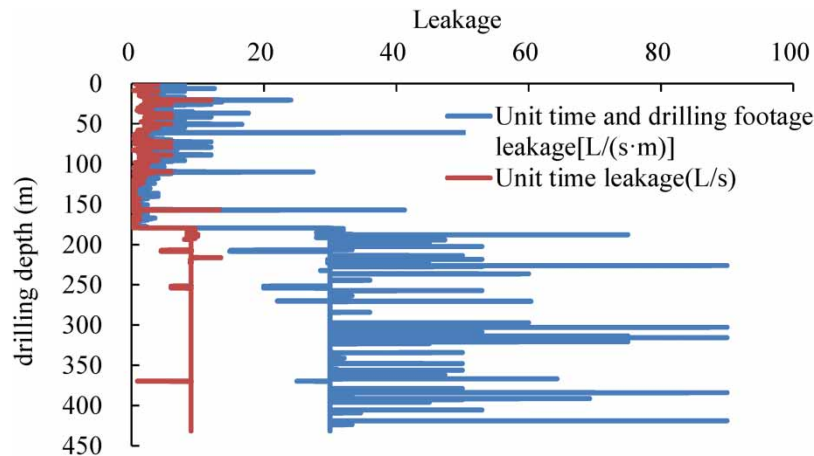 Leakage
0 20 40 60 80 100
0
50
100
150
200
250
300
350
400
450
drilling depth (m)
Unit time and drilling footage
leakage[L/(s·m)]
Unit time leakage(L/s)